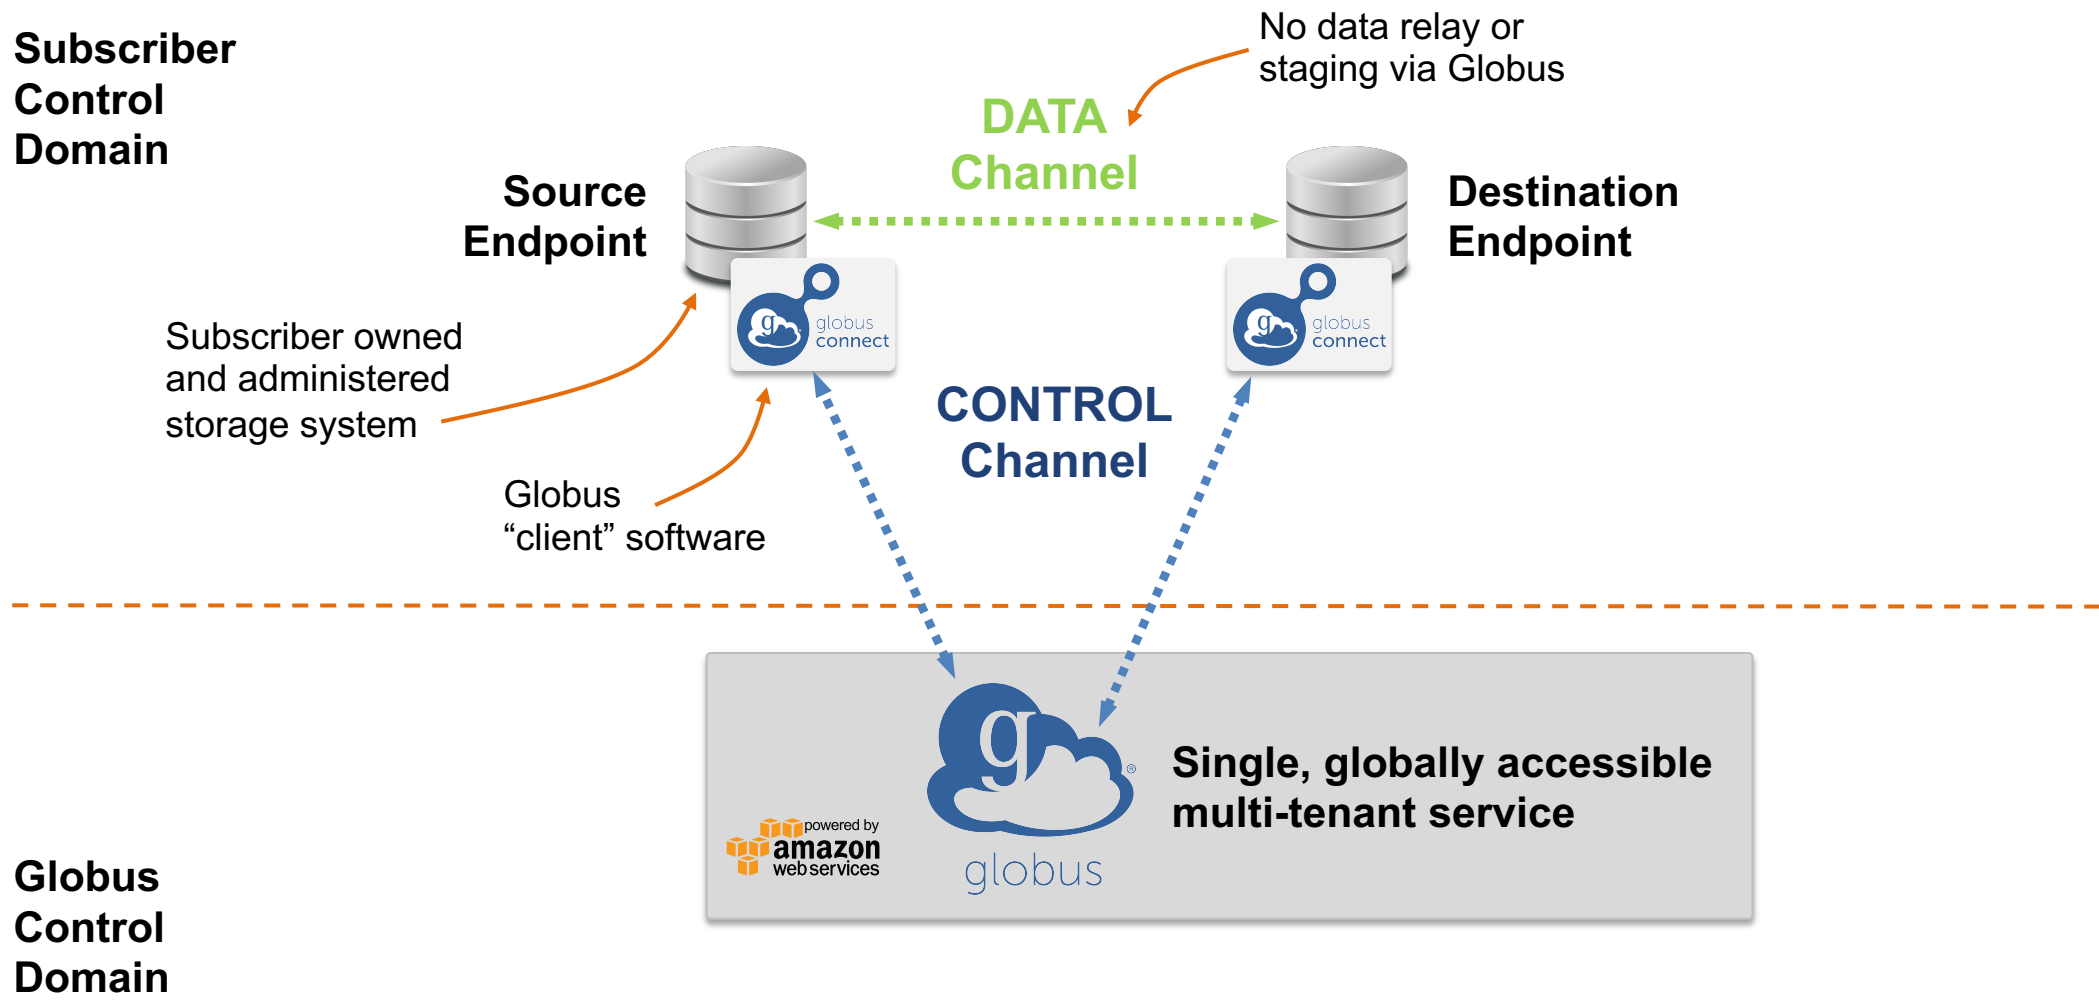 Subscriber
Control
Domain
No data relay or
staging via Globus
DATA
Channel
Source
Endpoint
Destination
Endpoint
g
globus
connect
g
globus
connect
Subscriber owned
and administered
storage system
CONTROL
Channel
Globus
“client” software
g
®
globus
Single, globally accessible
multi-tenant service
powered by
amazon
webservices
Globus
Control
Domain